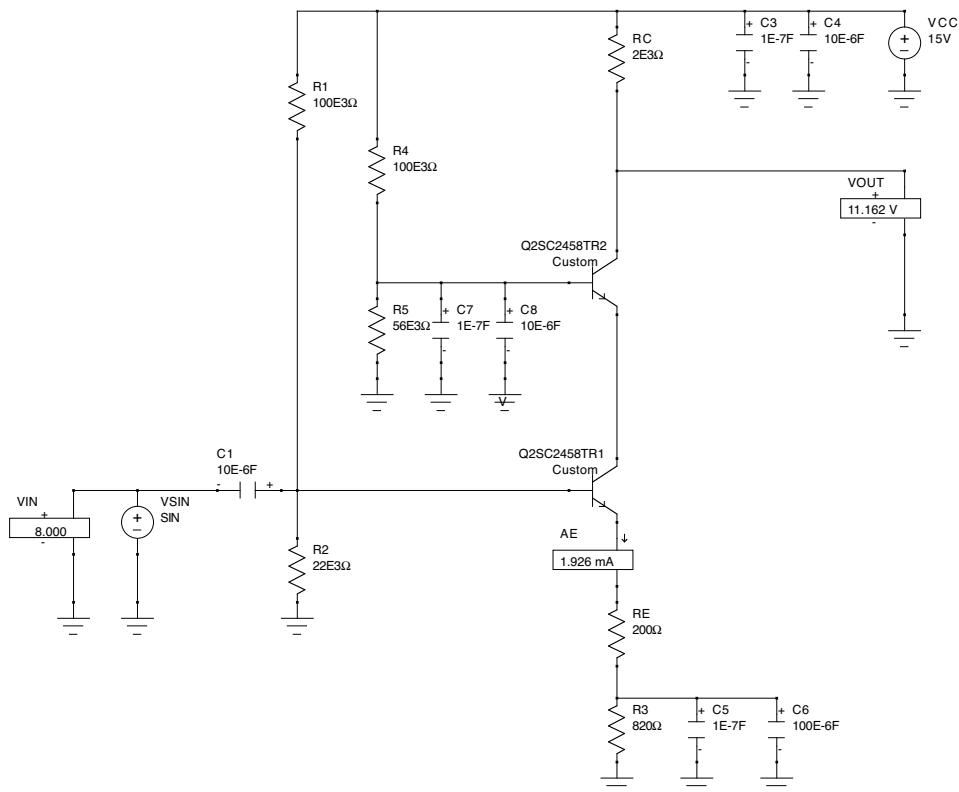 RC
2E3Ω
+ C3
1E-7F
-
+ C4
10E-6F
-
VCC
15V
+
-
R1
100E3Ω
R4
100E3Ω
VOUT
+
11.162 V
-
Q2SC2458TR2
Custom
R5
56E3Ω
+ C7
1E-7F
-
+ C8
10E-6F
-
V
Q2SC2458TR1
Custom
C1
10E-6F
- +
VIN
+
8.000
-
VSIN
SIN
+
-
AE
1.926 mA
R2
22E3Ω
RE
200Ω
R3
820Ω
+ C5
1E-7F
-
+ C6
100E-6F
-